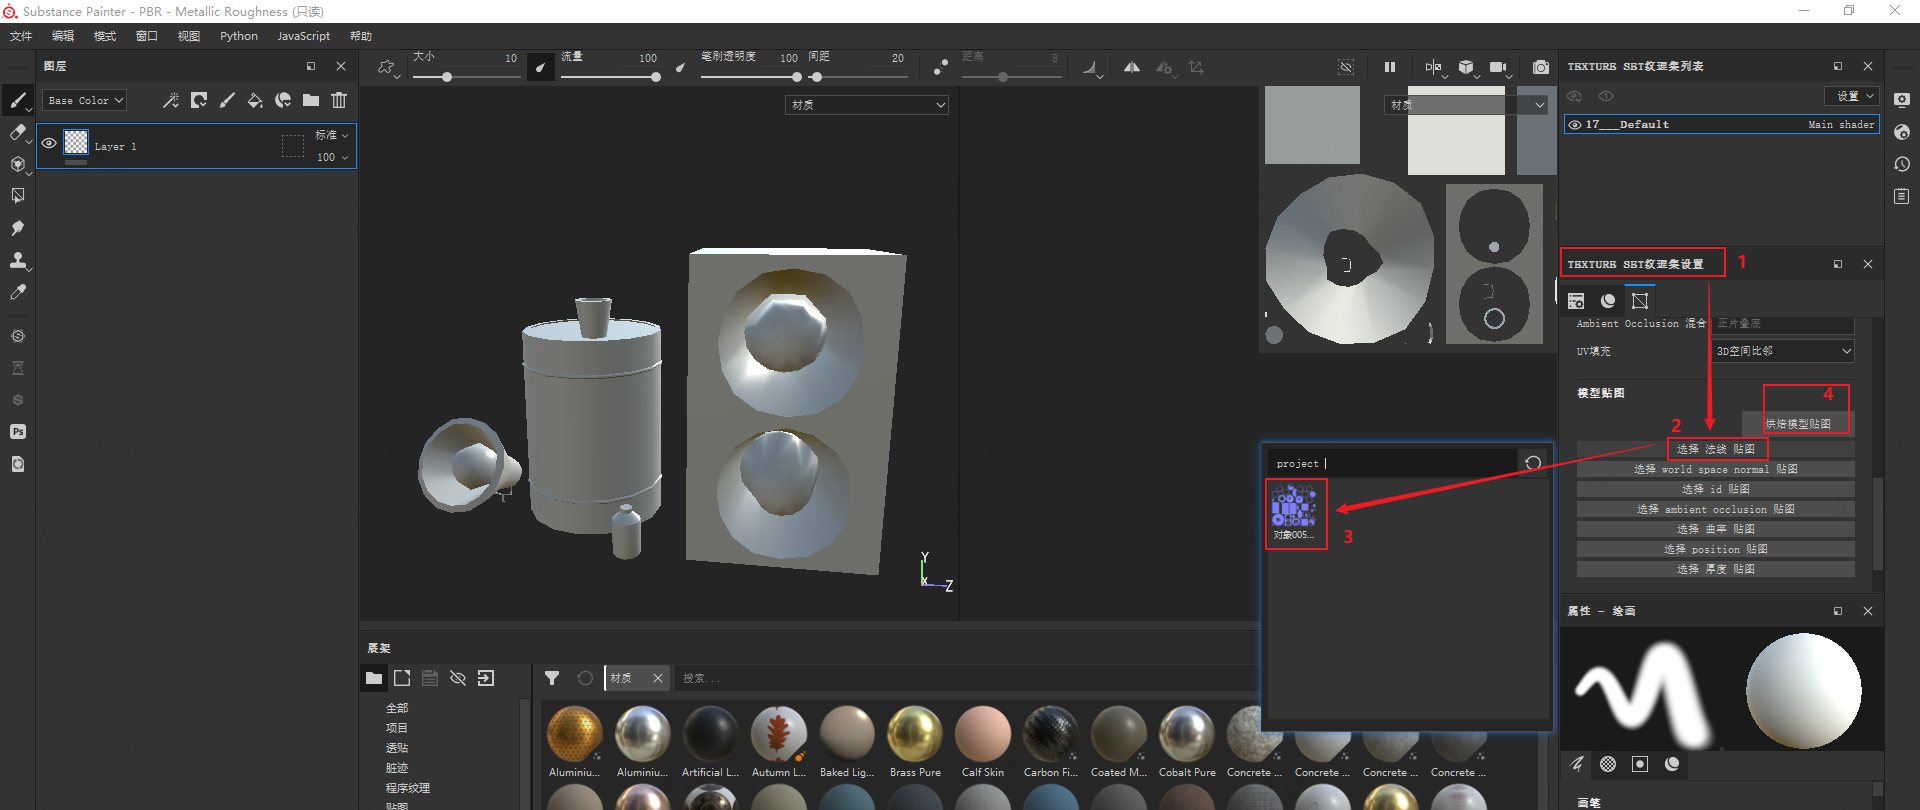 Substance Painter - PBR - Metallic Roughness (只读)
文件 编辑 模式 窗口 视图 Python JavaScript 帮助
图层
大小 10
流量 100
笔刷透明度 100
间距 20
距离 8
TEXTURE SET纹理集列表
Base Color
材质
材质
设置
17___Default Main shader
Layer 1
标准
100
TEXTURE SET纹理集设置
1
Ambient Occlusion 混合 正片叠底
UV填充 3D空间比邻
模型贴图
4
烘焙模型贴图
2
选择 法线 贴图
选择 world space normal 贴图
选择 id 贴图
选择 ambient occlusion 贴图
选择 曲率 贴图
选择 position 贴图
选择 厚度 贴图
project
对象005...
3
Y
X
Z
属性 - 绘画
展架
材质
搜索...
全部
项目
透贴
脏迹
程序纹理
贴图
Aluminiu... Aluminiu... Artificial L... Autumn L... Baked Lig... Brass Pure Calf Skin Carbon Fi... Coated M... Cobalt Pure Concrete ... Concrete ... Concrete ... Concrete ...
Ps
画笔